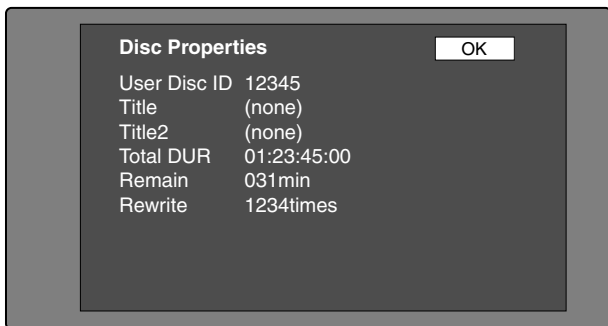 Disc Properties OK
User Disc ID 12345
Title (none)
Title2 (none)
Total DUR 01:23:45:00
Remain 031min
Rewrite 1234times